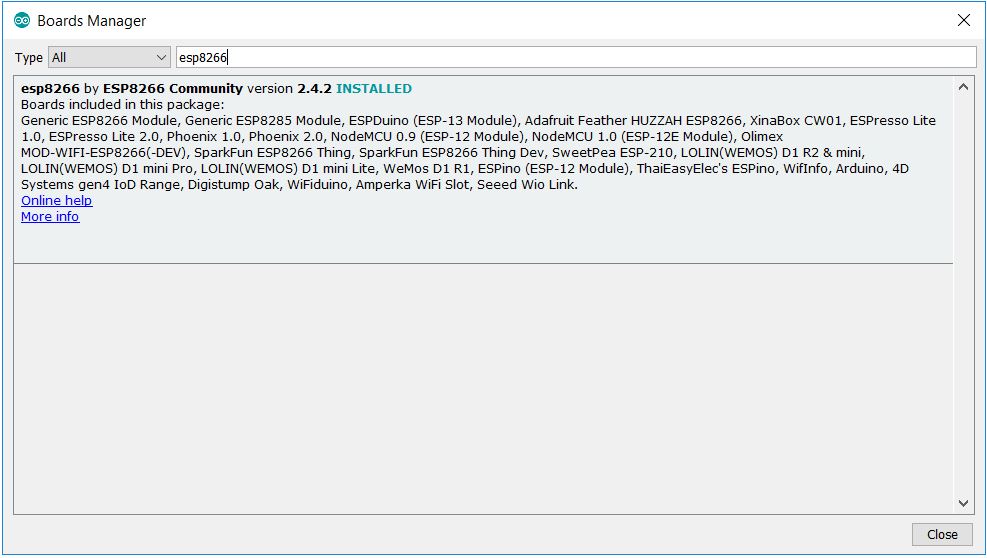 Boards Manager
Type All esp8266
esp8266 by ESP8266 Community version 2.4.2 INSTALLED
Boards included in this package:
Generic ESP8266 Module, Generic ESP8285 Module, ESPDuino (ESP-13 Module), Adafruit Feather HUZZAH ESP8266, XinaBox CW01, ESPresso Lite
1.0, ESPresso Lite 2.0, Phoenix 1.0, Phoenix 2.0, NodeMCU 0.9 (ESP-12 Module), NodeMCU 1.0 (ESP-12E Module), Olimex
MOD-WIFI-ESP8266(-DEV), SparkFun ESP8266 Thing, SparkFun ESP8266 Thing Dev, SweetPea ESP-210, LOLIN(WEMOS) D1 R2 & mini,
LOLIN(WEMOS) D1 mini Pro, LOLIN(WEMOS) D1 mini Lite, WeMos D1 R1, ESPino (ESP-12 Module), ThaiEasyElec's ESPino, WifInfo, Arduino, 4D
Systems gen4 IoD Range, Digistump Oak, WiFiduino, Amperka WiFi Slot, Seeed Wio Link.
Online help
More info
Close